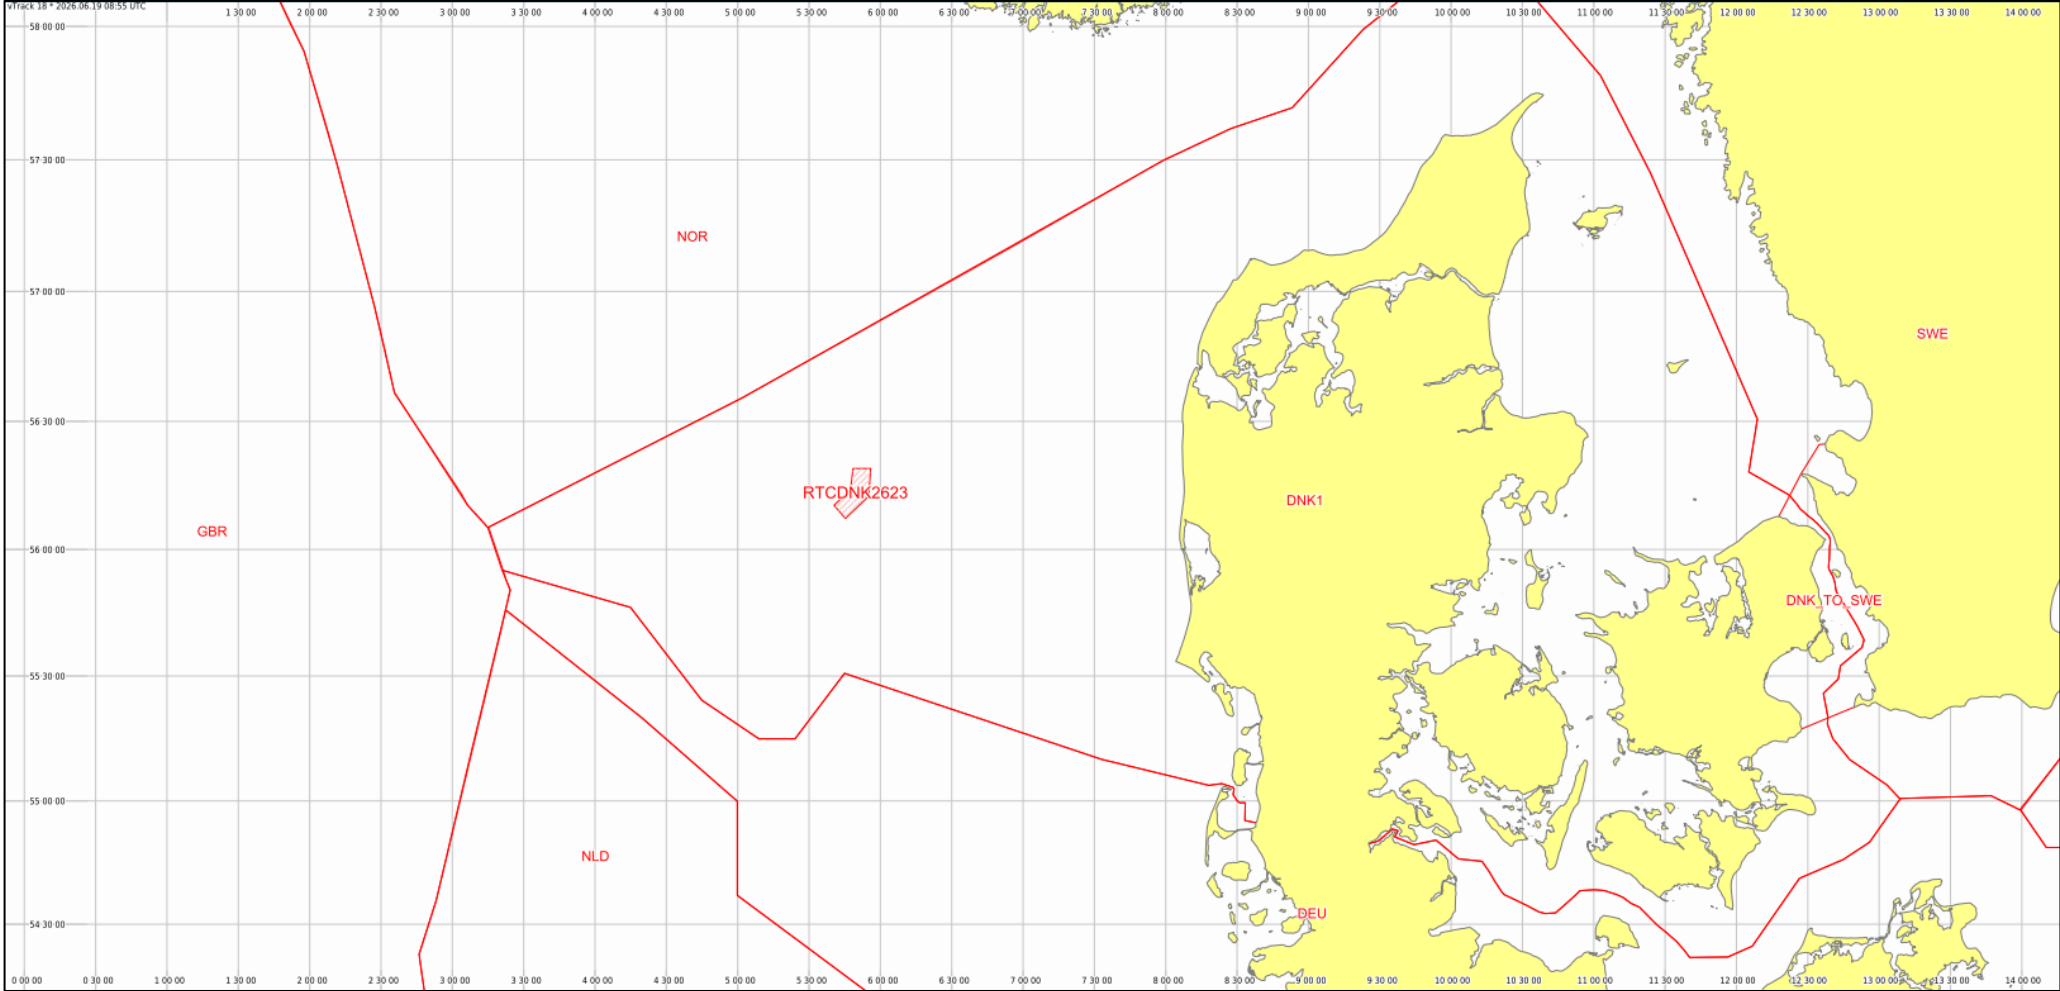 vTrack 18 * 2026.06.19 08:55 UTC
1 30 00 2 00 00 2 30 00 3 00 00 3 30 00 4 00 00 4 30 00 5 00 00 5 30 00 6 00 00 6 30 00 7 00 00 7 30 00 8 00 00 8 30 00 9 00 00 9 30 00 10 00 00 10 30 00 11 00 00 11 30 00 12 00 00 12 30 00 13 00 00 13 30 00 14 00 00
58 00 00
57 30 00
NOR
57 00 00
SWE
56 30 00
RTCDNK2623
DNK1
GBR
56 00 00
DNK_TO_SWE
55 30 00
55 00 00
NLD
DEU
54 30 00
0 00 00 0 30 00 1 00 00 1 30 00 2 00 00 2 30 00 3 00 00 3 30 00 4 00 00 4 30 00 5 00 00 5 30 00 6 00 00 6 30 00 7 00 00 7 30 00 8 00 00 8 30 00 9 00 00 9 30 00 10 00 00 10 30 00 11 00 00 11 30 00 12 00 00 12 30 00 13 00 00 13 30 00 14 00 00